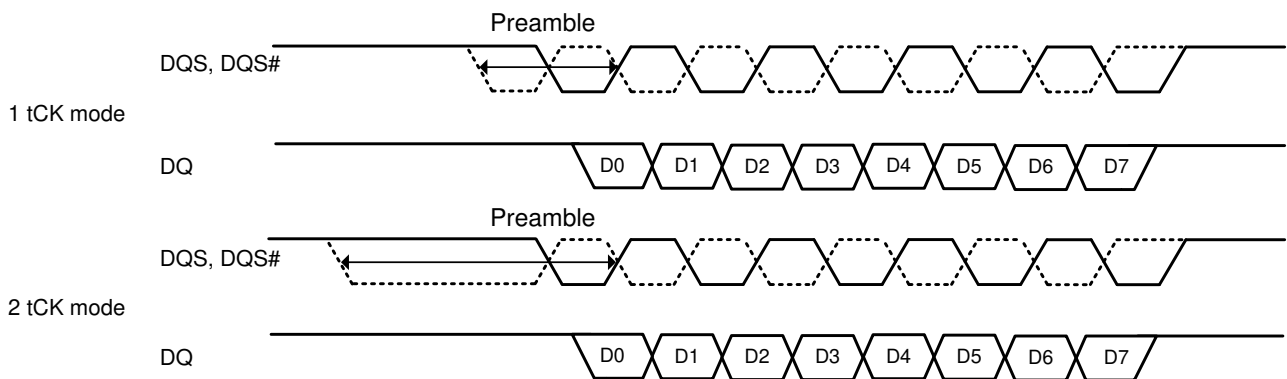 Preamble
DQS, DQS#
1 tCK mode
DQ
D0 D1 D2 D3 D4 D5 D6 D7
Preamble
DQS, DQS#
2 tCK mode
DQ
D0 D1 D2 D3 D4 D5 D6 D7